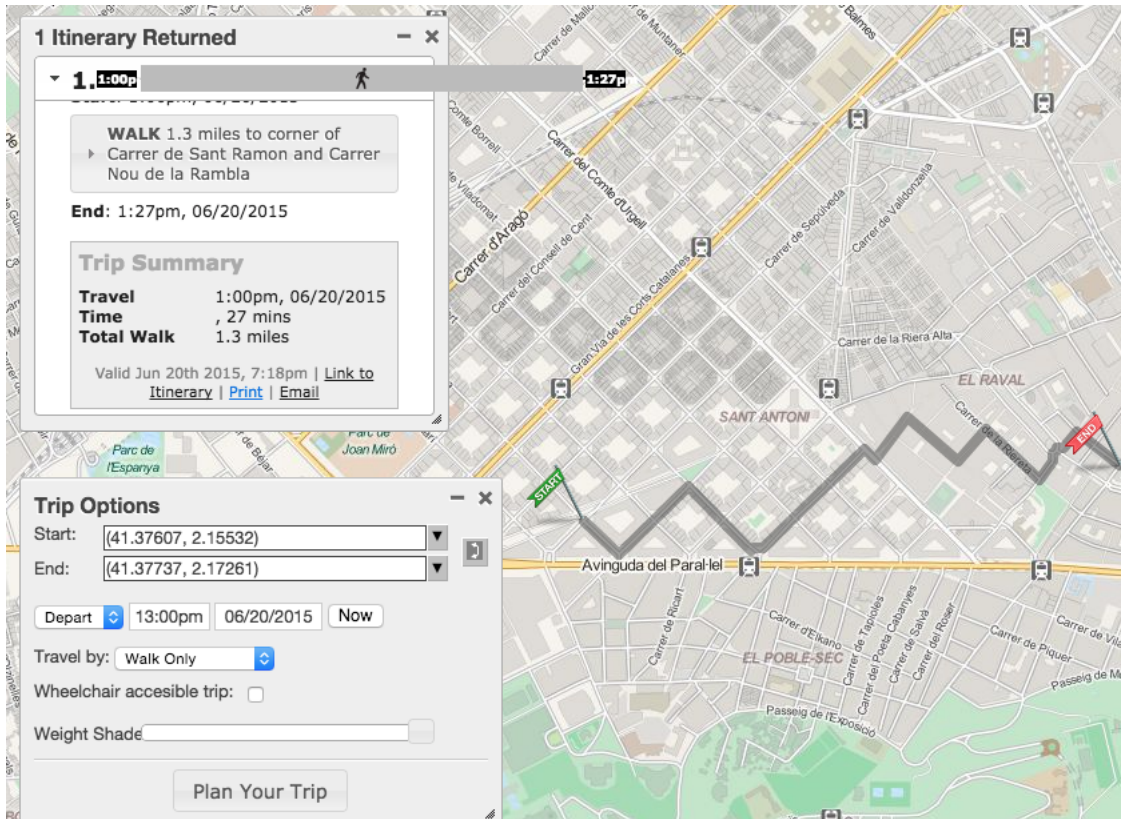 1 Itinerary Returned
1. 1:00p 1:27p
WALK 1.3 miles to corner of
Carrer de Sant Ramon and Carrer
Nou de la Rambla
End: 1:27pm, 06/20/2015
Trip Summary
Travel 1:00pm, 06/20/2015
Time , 27 mins
Total Walk 1.3 miles
Valid Jun 20th 2015, 7:18pm | Link to
Itinerary | Print | Email
Trip Options
Start: (41.37607, 2.15532)
End: (41.37737, 2.17261)
Depart 13:00pm 06/20/2015 Now
Travel by: Walk Only
Wheelchair accesible trip:
Weight Shade
Plan Your Trip
Carrer de Muntaner
Balmes
Comte Borrell
Carrer del Comte d'Urgell
de Viladomat
Carrer d'Aragó
Carrer del Consell de Cent
Carrer de Sepúlveda
Carrer de Valldonzella
Gran Via de les Corts Catalanes
Carrer de la Riera Alta
EL RAVAL
SANT ANTONI
Carrer de la Riereta
Parc de
l'Espanya
Parc de
Joan Miró
de Béjar
START
END
Avinguda del Paral·lel
Carrer de Ricart
Carrer d'Elkano
Carrer de Tapioles
Carrer del Poeta Cabanyes
Carrer de Salvà
Carrer del Roser
EL POBLE-SEC
Carrer de Piquer
Carrer de Vila
Passeig de M
Passeig de l'Exposició